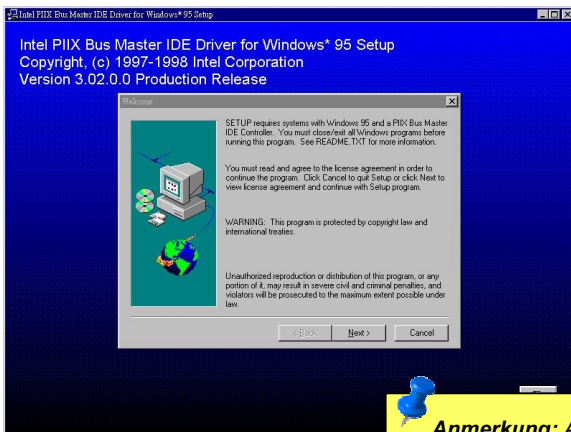 Intel PIIX Bus Master IDE Driver for Windows* 95 Setup
Intel PIIX Bus Master IDE Driver for Windows* 95 Setup
Copyright, (c) 1997-1998 Intel Corporation
Version 3.02.0.0 Production Release
Welcome
SETUP requires systems with Windows 95 and a PIIX Bus Master
IDE Controller. You must close/exit all Windows programs before
running this program. See README.TXT for more information.
You must read and agree to the license agreement in order to
continue the program. Click Cancel to quit Setup or click Next to
view license agreement and continue with Setup program.
WARNING: This program is protected by copyright law and
international treaties.
Unauthorized reproduction or distribution of this program, or any
portion of it, may result in severe civil and criminal penalties, and
violators will be prosecuted to the maximum extent possible under
law.
< Back
Next >
Cancel
Anmerkung: